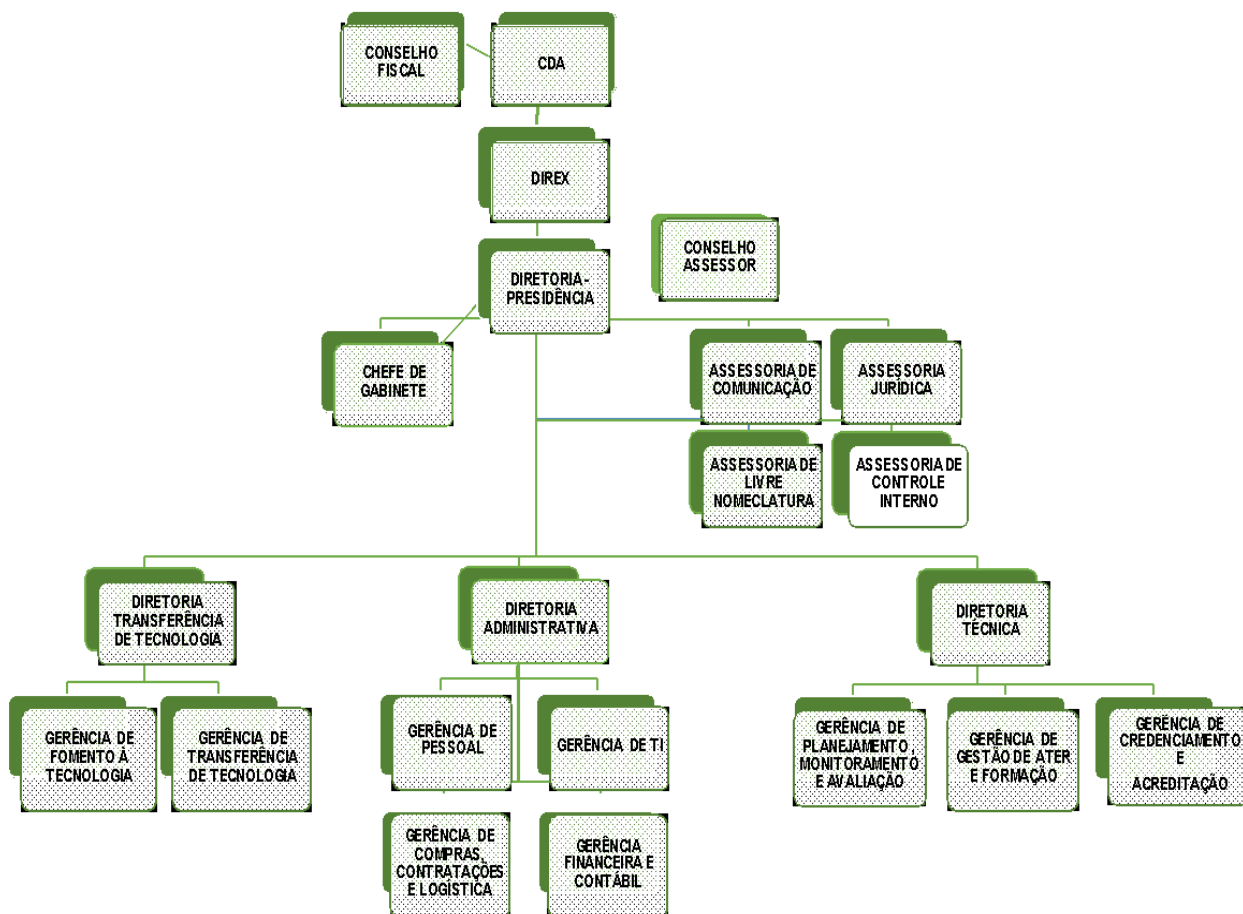 CONSELHO
FISCAL
CDA
DIREX
CONSELHO
ASSESSOR
DIRETORIA-
PRESIDÊNCIA
CHEFE DE
GABINETE
ASSESSORIA DE
COMUNICAÇÃO
ASSESSORIA
JURÍDICA
ASSESSORIA DE
LIVRE
NOMECLATURA
ASSESSORIA DE
CONTROLE
INTERNO
DIRETORIA
TRANSFERÊNCIA
DE TECNOLOGIA
DIRETORIA
ADMINISTRATIVA
DIRETORIA
TÉCNICA
GERÊNCIA DE
FOMENTO À
TECNOLOGIA
GERÊNCIA DE
TRANSFERÊNCIA
DE TECNOLOGIA
GERÊNCIA DE
PESSOAL
GERÊNCIA DE TI
GERÊNCIA DE
PLANEJAMENTO,
MONITORAMENTO
E AVALIAÇÃO
GERÊNCIA DE
GESTÃO DE ATER
E FORMAÇÃO
GERÊNCIA DE
CREDENCIAMENTO
E
ACREDITAÇÃO
GERÊNCIA DE
COMPRAS,
CONTRATAÇÕES
E LOGÍSTICA
GERÊNCIA
FINANCEIRA E
CONTÁBIL